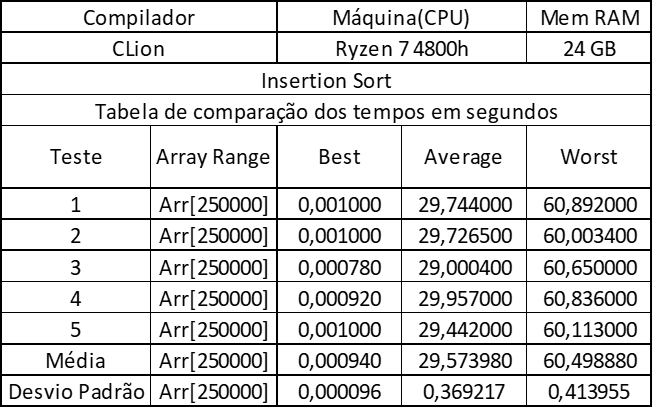 Compilador Máquina(CPU) Mem RAM
CLion Ryzen 7 4800h 24 GB
Insertion Sort
Tabela de comparação dos tempos em segundos
Teste Array Range Best Average Worst
1 Arr[250000] 0,001000 29,744000 60,892000
2 Arr[250000] 0,001000 29,726500 60,003400
3 Arr[250000] 0,000780 29,000400 60,650000
4 Arr[250000] 0,000920 29,957000 60,836000
5 Arr[250000] 0,001000 29,442000 60,113000
Média Arr[250000] 0,000940 29,573980 60,498880
Desvio Padrão Arr[250000] 0,000096 0,369217 0,413955